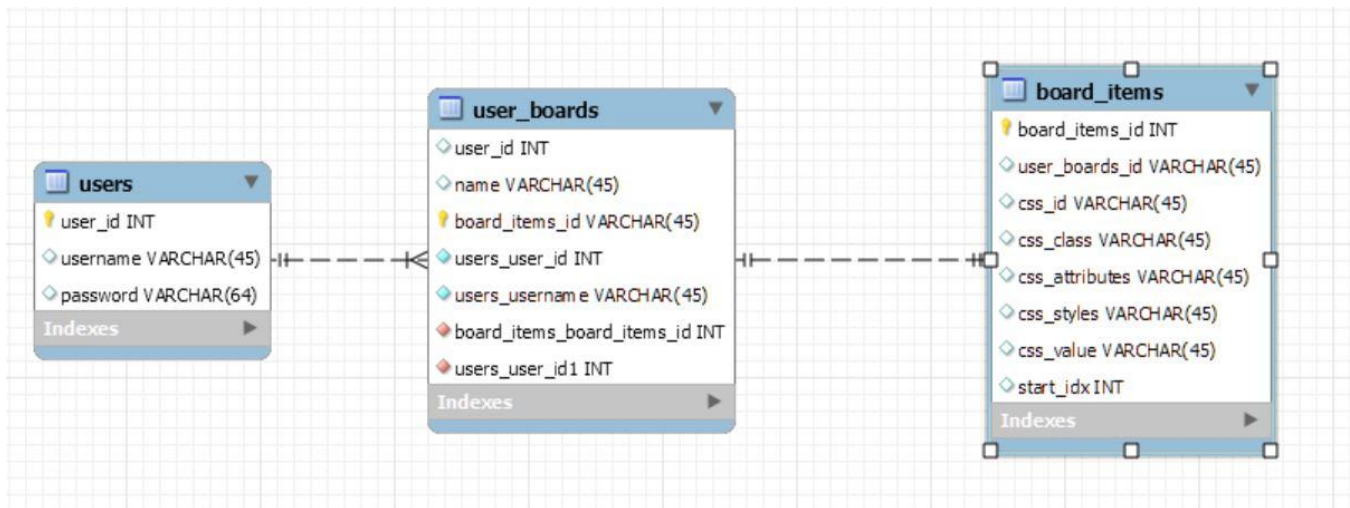 users
user_id INT
username VARCHAR(45)
password VARCHAR(64)
Indexes
user_boards
user_id INT
name VARCHAR(45)
board_items_id VARCHAR(45)
users_user_id INT
users_username VARCHAR(45)
board_items_board_items_id INT
users_user_id1 INT
Indexes
board_items
board_items_id INT
user_boards_id VARCHAR(45)
css_id VARCHAR(45)
css_class VARCHAR(45)
css_attributes VARCHAR(45)
css_styles VARCHAR(45)
css_value VARCHAR(45)
start_idx INT
Indexes